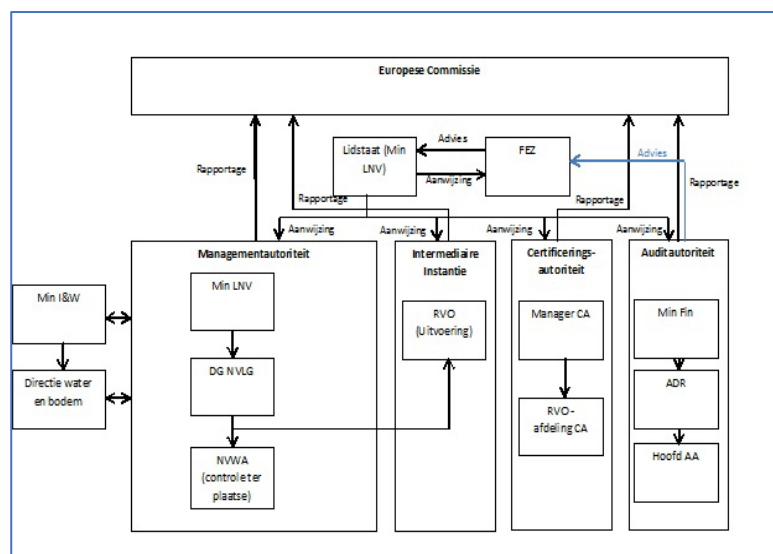 Europese Commissie
Advies
Lidstaat (Min
LNV)
FEZ
Advies
Rapportage
Aanwijzing
Rapportage
Rapportage
Rapportage
Aanwijzing
Aanwijzing
Aanwijzing
Aanwijzing
Managementautoriteit
Intermediaire
Instantie
Certificerings-
autoriteit
Auditautoriteit
Min I&W
Min LNV
RVO
(Uitvoering)
Manager CA
Min Fin
Directie water
en bodem
DG NVLG
RVO -
afdeling CA
ADR
NVWA
(controle ter
plaatse)
Hoofd AA